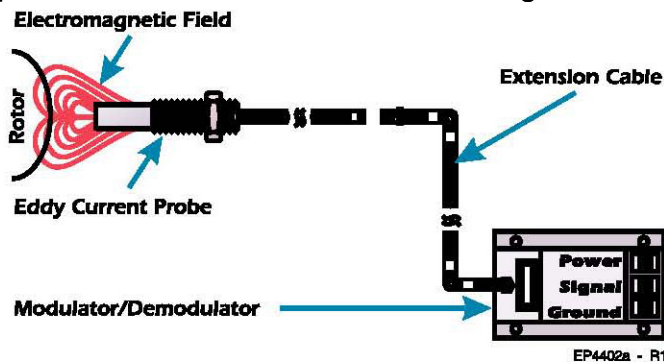 Electromagnetic Field
Rotor
Extension Cable
Eddy Current Probe
Power
Signal
Modulator/Demodulator
Ground
EP4402a - R1